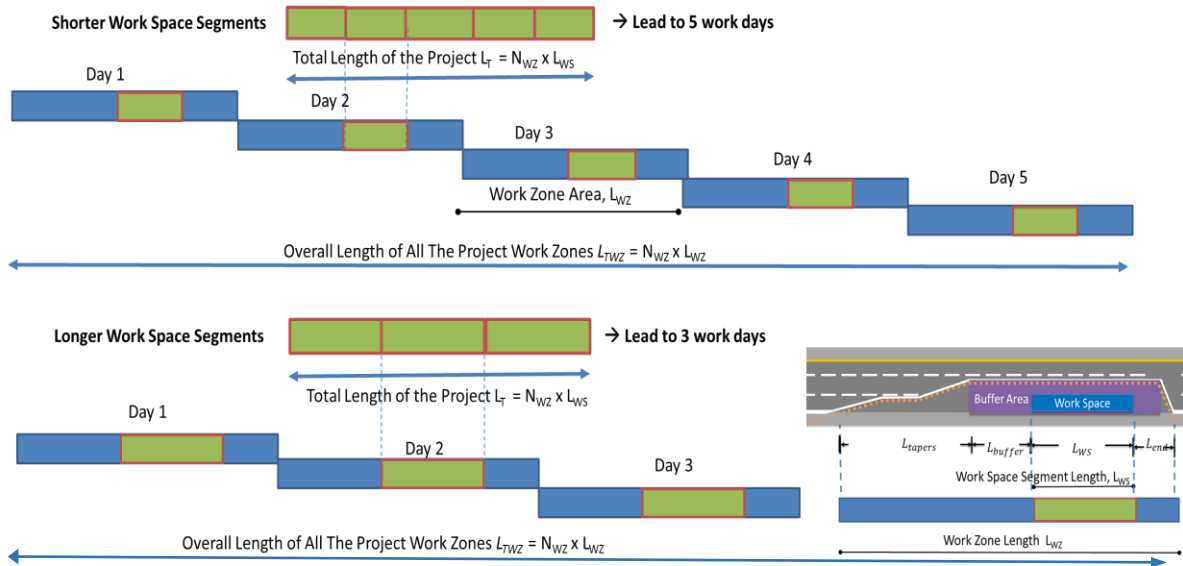 Shorter Work Space Segments
→ Lead to 5 work days
Total Length of the Project L_T = N_WZ x L_WS
Day 1
Day 2
Day 3
Day 4
Day 5
Work Zone Area, L_WZ
Overall Length of All The Project Work Zones L_TWZ = N_WZ x L_WZ
Longer Work Space Segments
→ Lead to 3 work days
Total Length of the Project L_T = N_WZ x L_WS
Day 1
Day 2
Day 3
Overall Length of All The Project Work Zones L_TWZ = N_WZ x L_WZ
Buffer Area
Work Space
L_tapers
L_buffer
L_WS
L_end
Work Space Segment Length, L_WS
Work Zone Length L_WZ